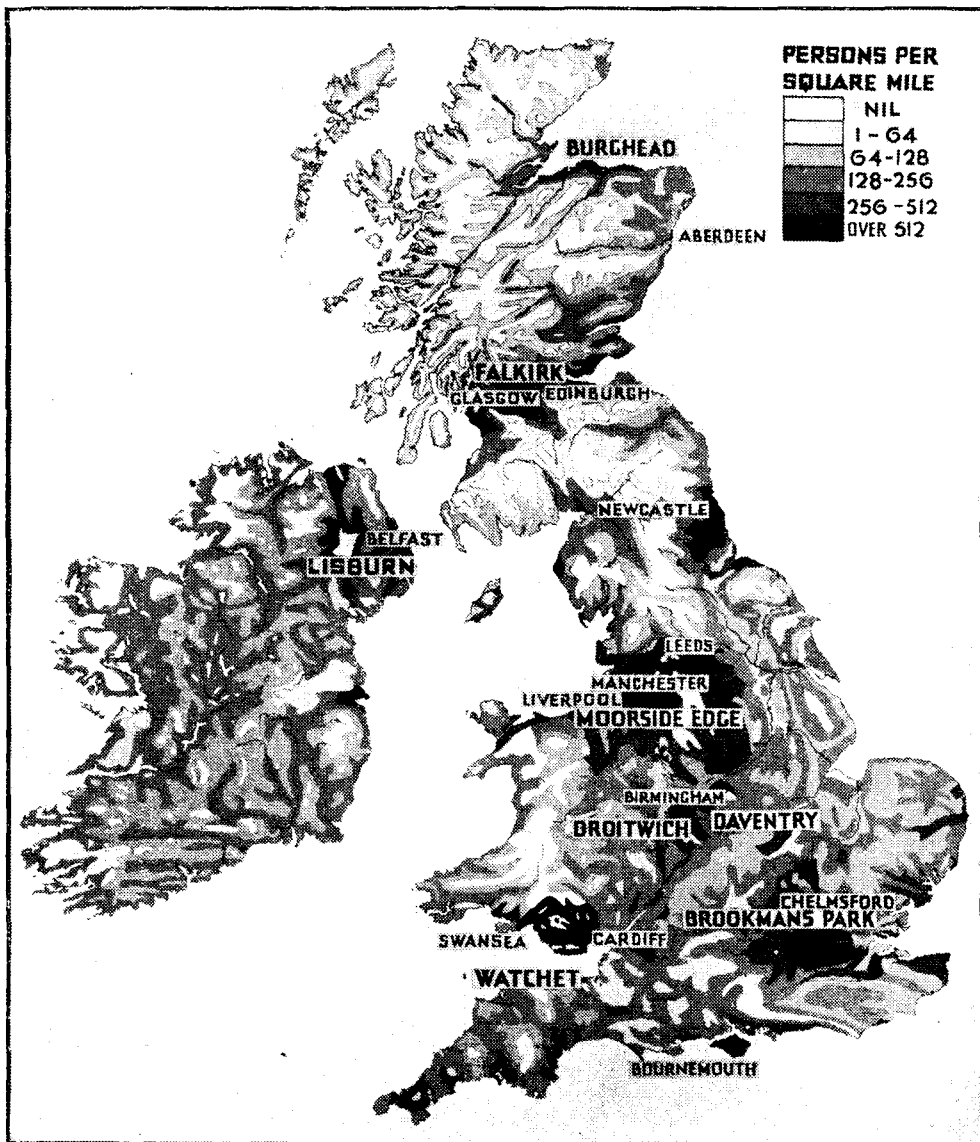 PERSONS PER
SQUARE MILE
NIL
1-64
64-128
128-256
256-512
OVER 512
BURGHEAD
ABERDEEN
FALKIRK
GLASGOW
EDINBURGH
NEWCASTLE
BELFAST
LISBURN
LEEDS
MANCHESTER
LIVERPOOL
MOORSIDE EDGE
BIRMINGHAM
DROITWICH
DAVENTRY
CHELMSFORD
BROOKMANS PARK
SWANSEA
CARDIFF
WATCHET
BOURNEMOUTH